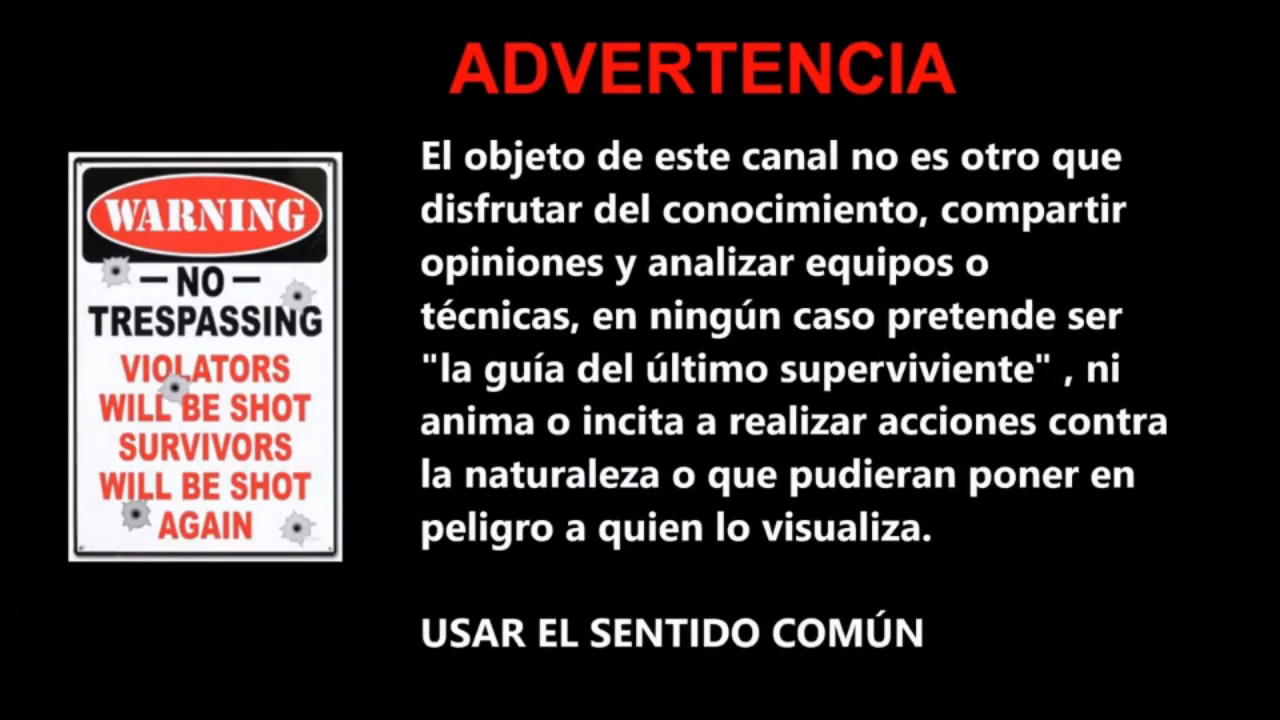 ADVERTENCIA
WARNING
— NO —
TRESPASSING
VIOLATORS
WILL BE SHOT
SURVIVORS
WILL BE SHOT
AGAIN
El objeto de este canal no es otro que
disfrutar del conocimiento, compartir
opiniones y analizar equipos o
técnicas, en ningún caso pretende ser
"la guía del último superviviente" , ni
anima o incita a realizar acciones contra
la naturaleza o que pudieran poner en
peligro a quien lo visualiza.
USAR EL SENTIDO COMÚN